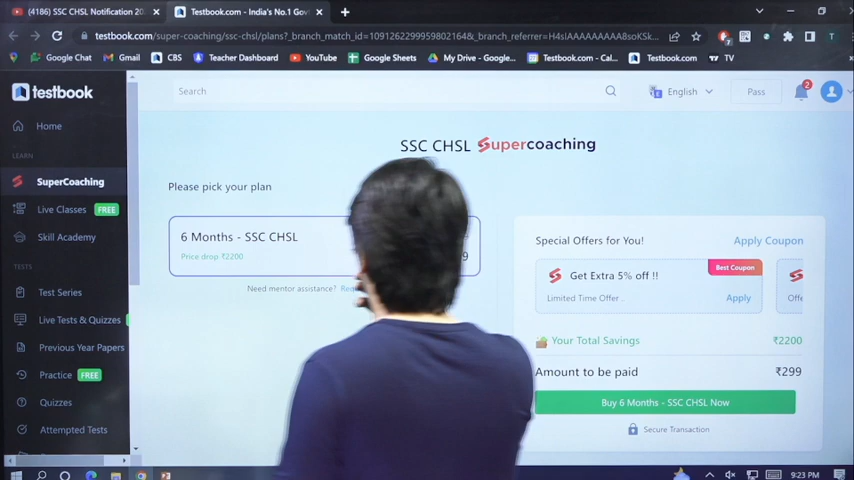 (4186) SSC CHSL Notification 202
Testbook.com - India's No.1 Gov
testbook.com/super-coaching/ssc-chsl/plans?_branch_match_id=1091262299959802164&_branch_referrer=H4sIAAAAAAAA8soKSk...
Google Chat
Gmail
CBS
Teacher Dashboard
YouTube
Google Sheets
My Drive - Google...
Testbook.com - Cal...
Testbook.com
TV
testbook
Search
English
Pass
2
Home
LEARN
SuperCoaching
Live Classes FREE
Skill Academy
TESTS
Test Series
Live Tests & Quizzes
Previous Year Papers
Practice FREE
Quizzes
Attempted Tests
SSC CHSL Supercoaching
Please pick your plan
6 Months - SSC CHSL
Price drop ₹2200
9
Need mentor assistance?
Special Offers for You!
Apply Coupon
Best Coupon
Get Extra 5% off !!
Limited Time Offer..
Apply
Offe
Your Total Savings
₹2200
Amount to be paid
₹299
Buy 6 Months - SSC CHSL Now
Secure Transaction
9:23 PM